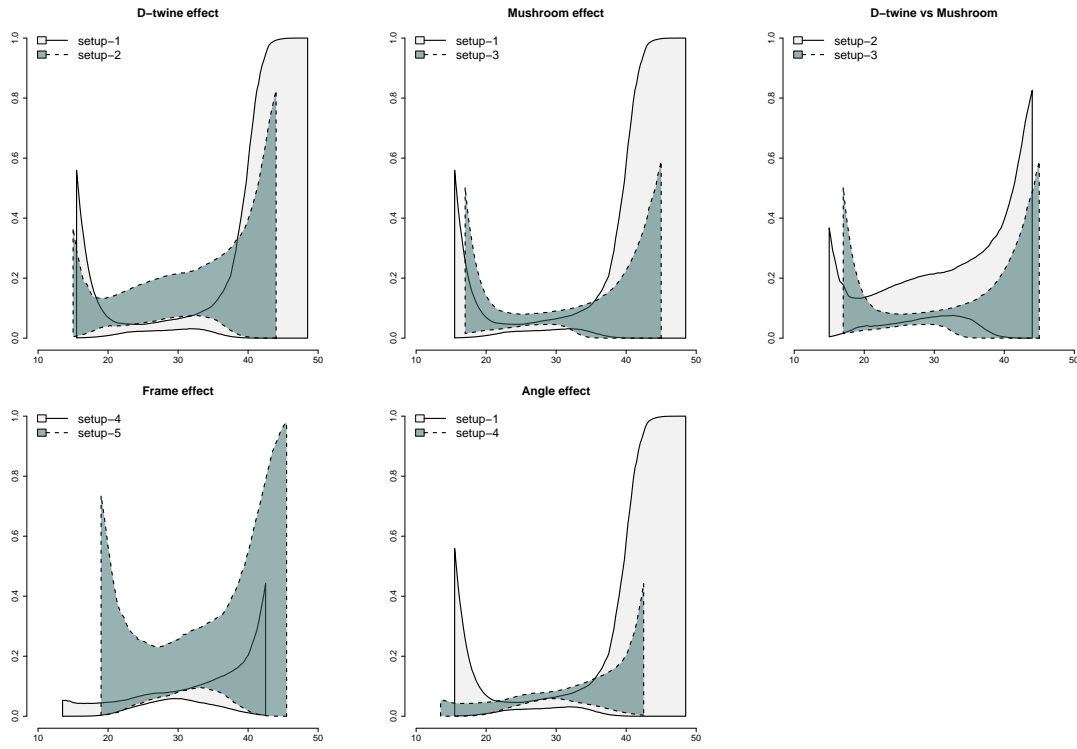 D−twine effect
setup−1
setup−2
0.0 0.2 0.4 0.6 0.8 1.0
10 20 30 40 50
Mushroom effect
setup−1
setup−3
0.0 0.2 0.4 0.6 0.8 1.0
10 20 30 40 50
D−twine vs Mushroom
setup−2
setup−3
0.0 0.2 0.4 0.6 0.8 1.0
10 20 30 40 50
Frame effect
setup−4
setup−5
0.0 0.2 0.4 0.6 0.8 1.0
10 20 30 40 50
Angle effect
setup−1
setup−4
0.0 0.2 0.4 0.6 0.8 1.0
10 20 30 40 50